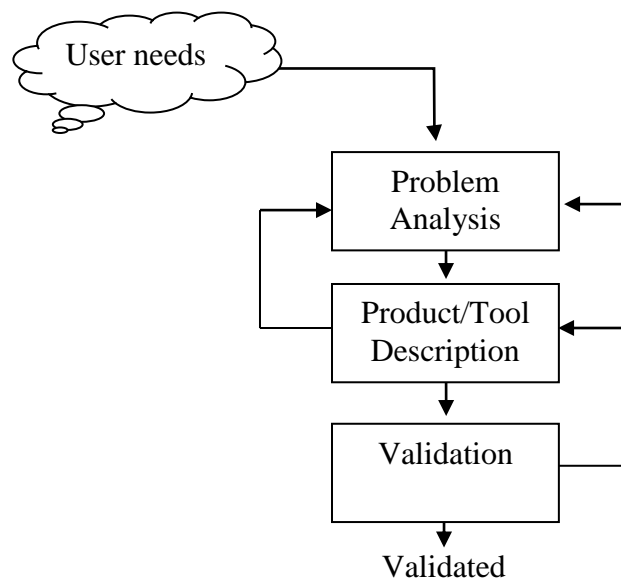 User needs
Problem
Analysis
Product/Tool
Description
Validation
Validated